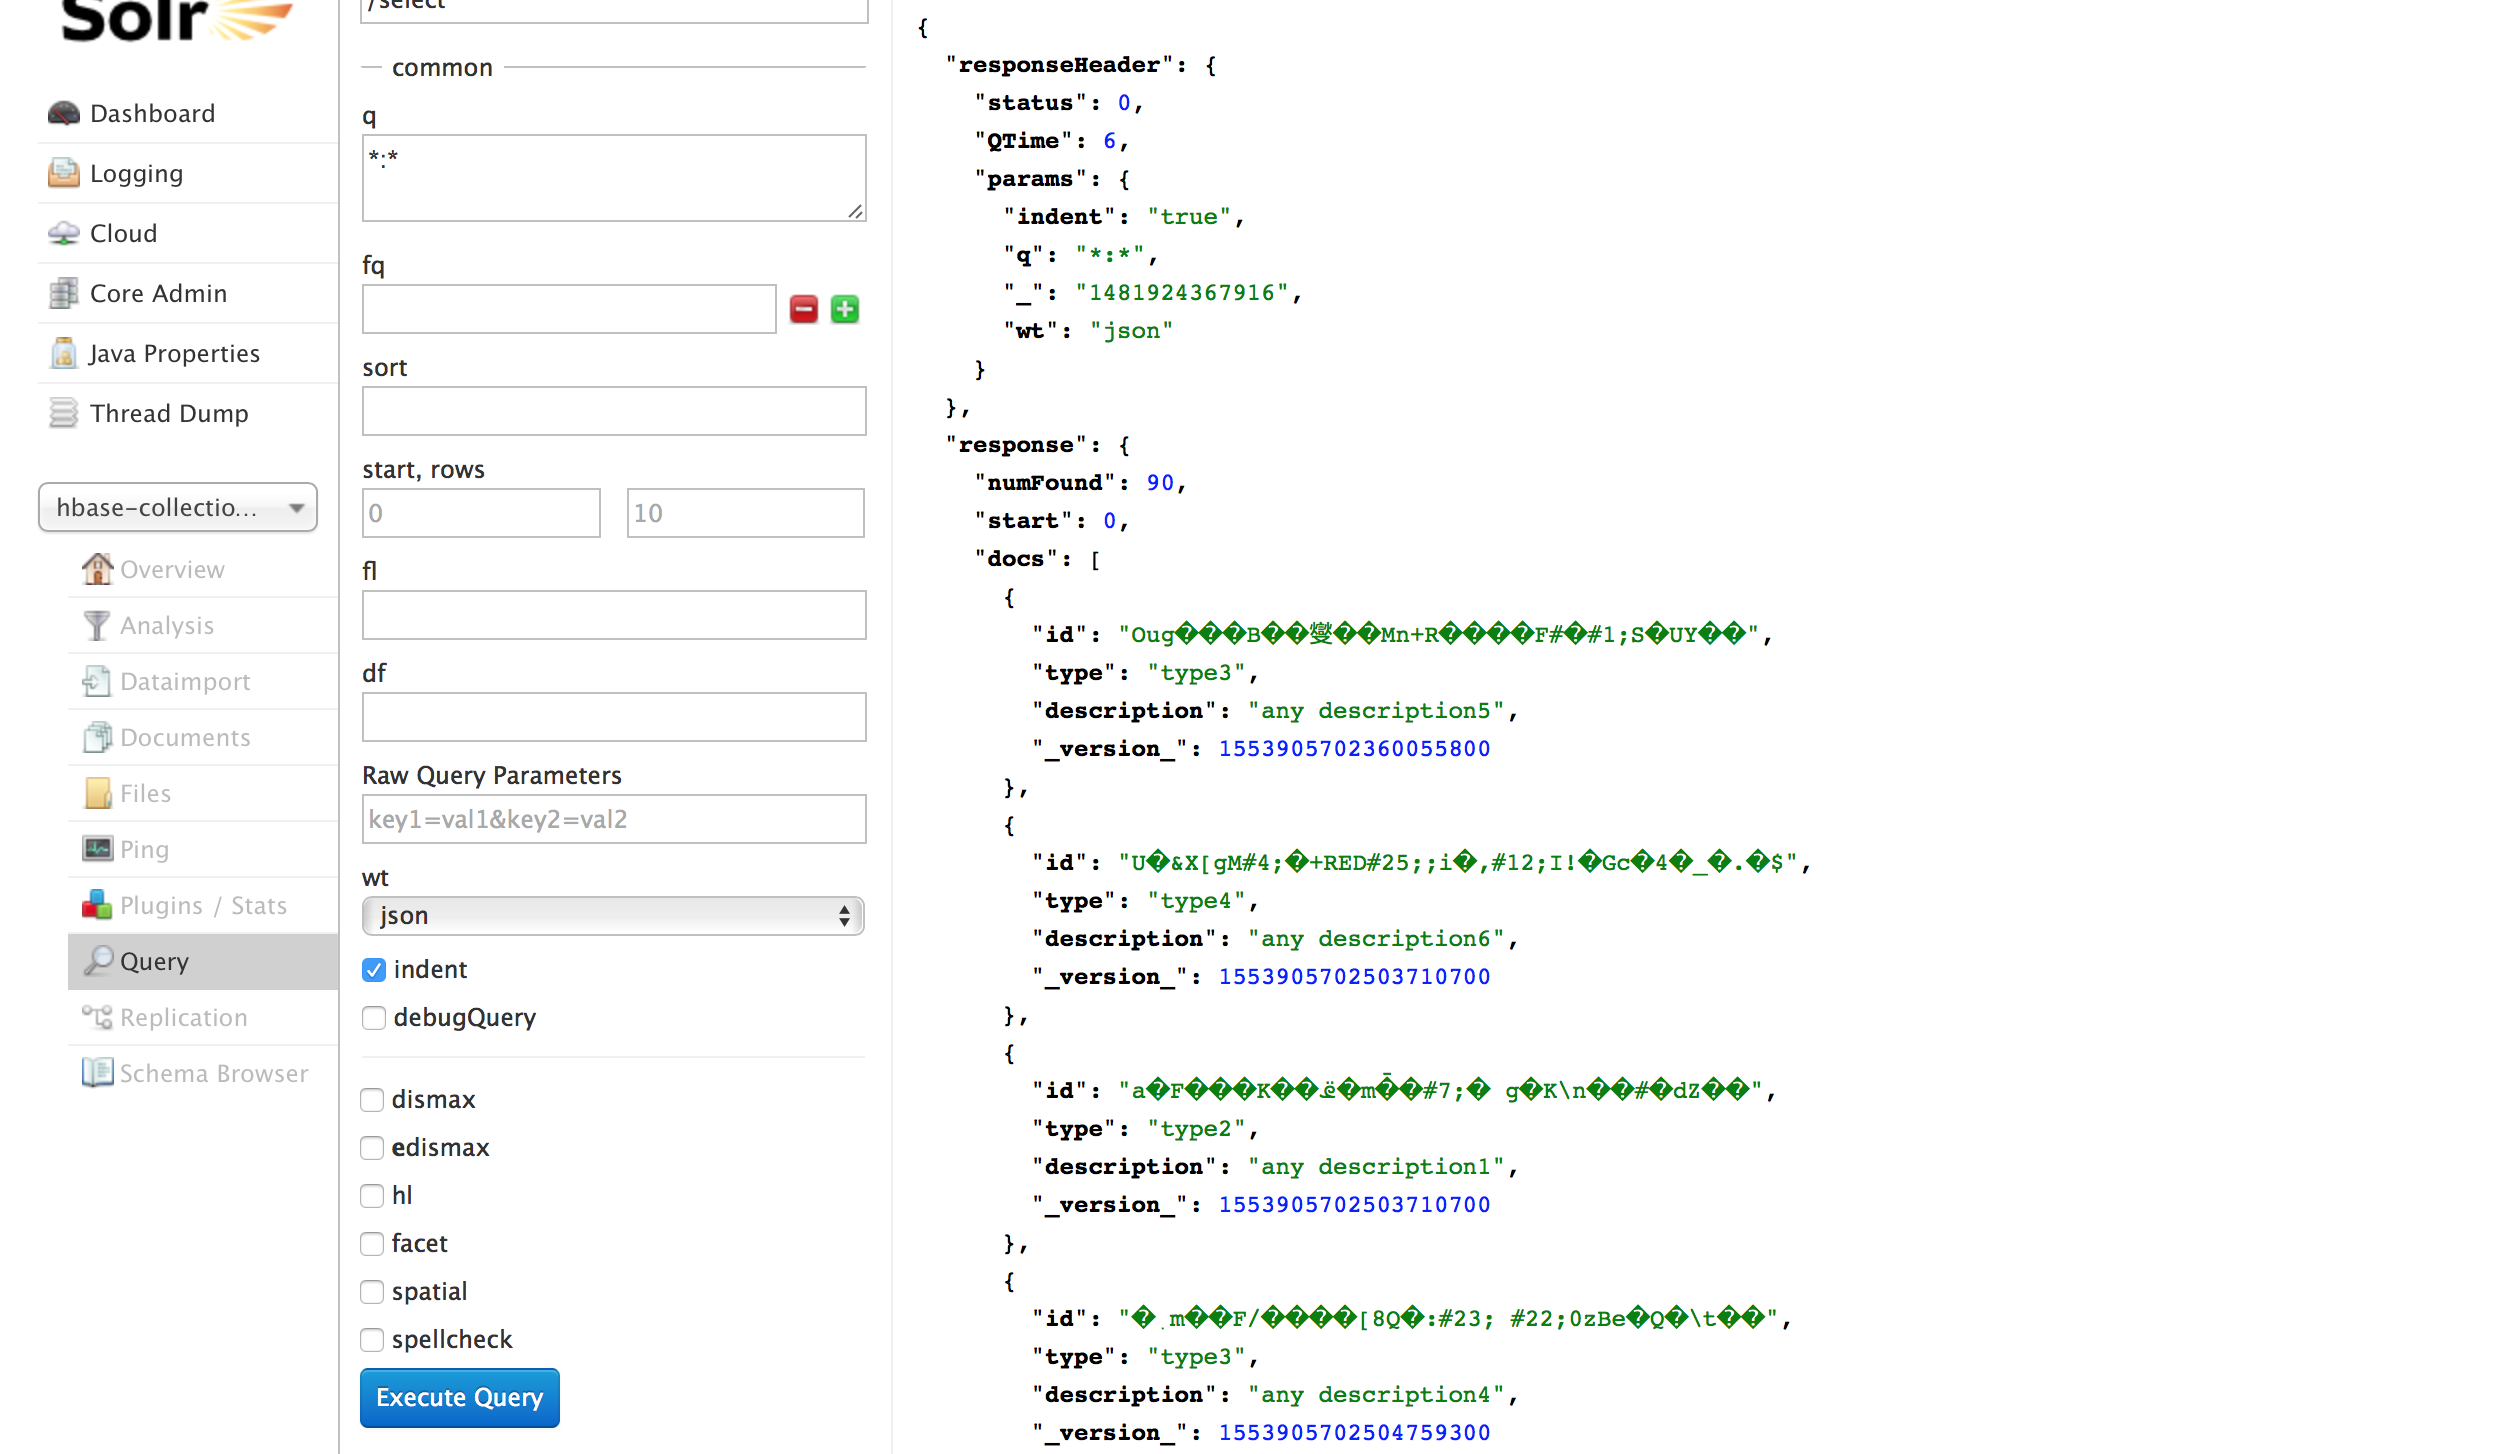 Solr
Dashboard
Logging
Cloud
Core Admin
Java Properties
Thread Dump
hbase-collectio...
Overview
Analysis
Dataimport
Documents
Files
Ping
Plugins / Stats
Query
Replication
Schema Browser
/select
common
q
*:*
fq
sort
start, rows
0 10
fl
df
Raw Query Parameters
key1=val1&key2=val2
wt
json
indent
debugQuery
dismax
edismax
hl
facet
spatial
spellcheck
Execute Query
{
"responseHeader": {
"status": 0,
"QTime": 6,
"params": {
"indent": "true",
"q": "*:*",
"_": "1481924367916",
"wt": "json"
}
},
"response": {
"numFound": 90,
"start": 0,
"docs": [
{
"id": "Oug���B��燮��Mn+R����F#�#1;S�UY��",
"type": "type3",
"description": "any description5",
"_version_": 1553905702360055800
},
{
"id": "U�&X[gM#4;�+RED#25;;i�,#12;I!�Gc�4�_�.�$",
"type": "type4",
"description": "any description6",
"_version_": 1553905702503710700
},
{
"id":
"type": "type2",
"description": "any description1",
"_version_": 1553905702503710700
},
{
"id":
"type": "type3",
"description": "any description4",
"_version_": 1553905702504759300